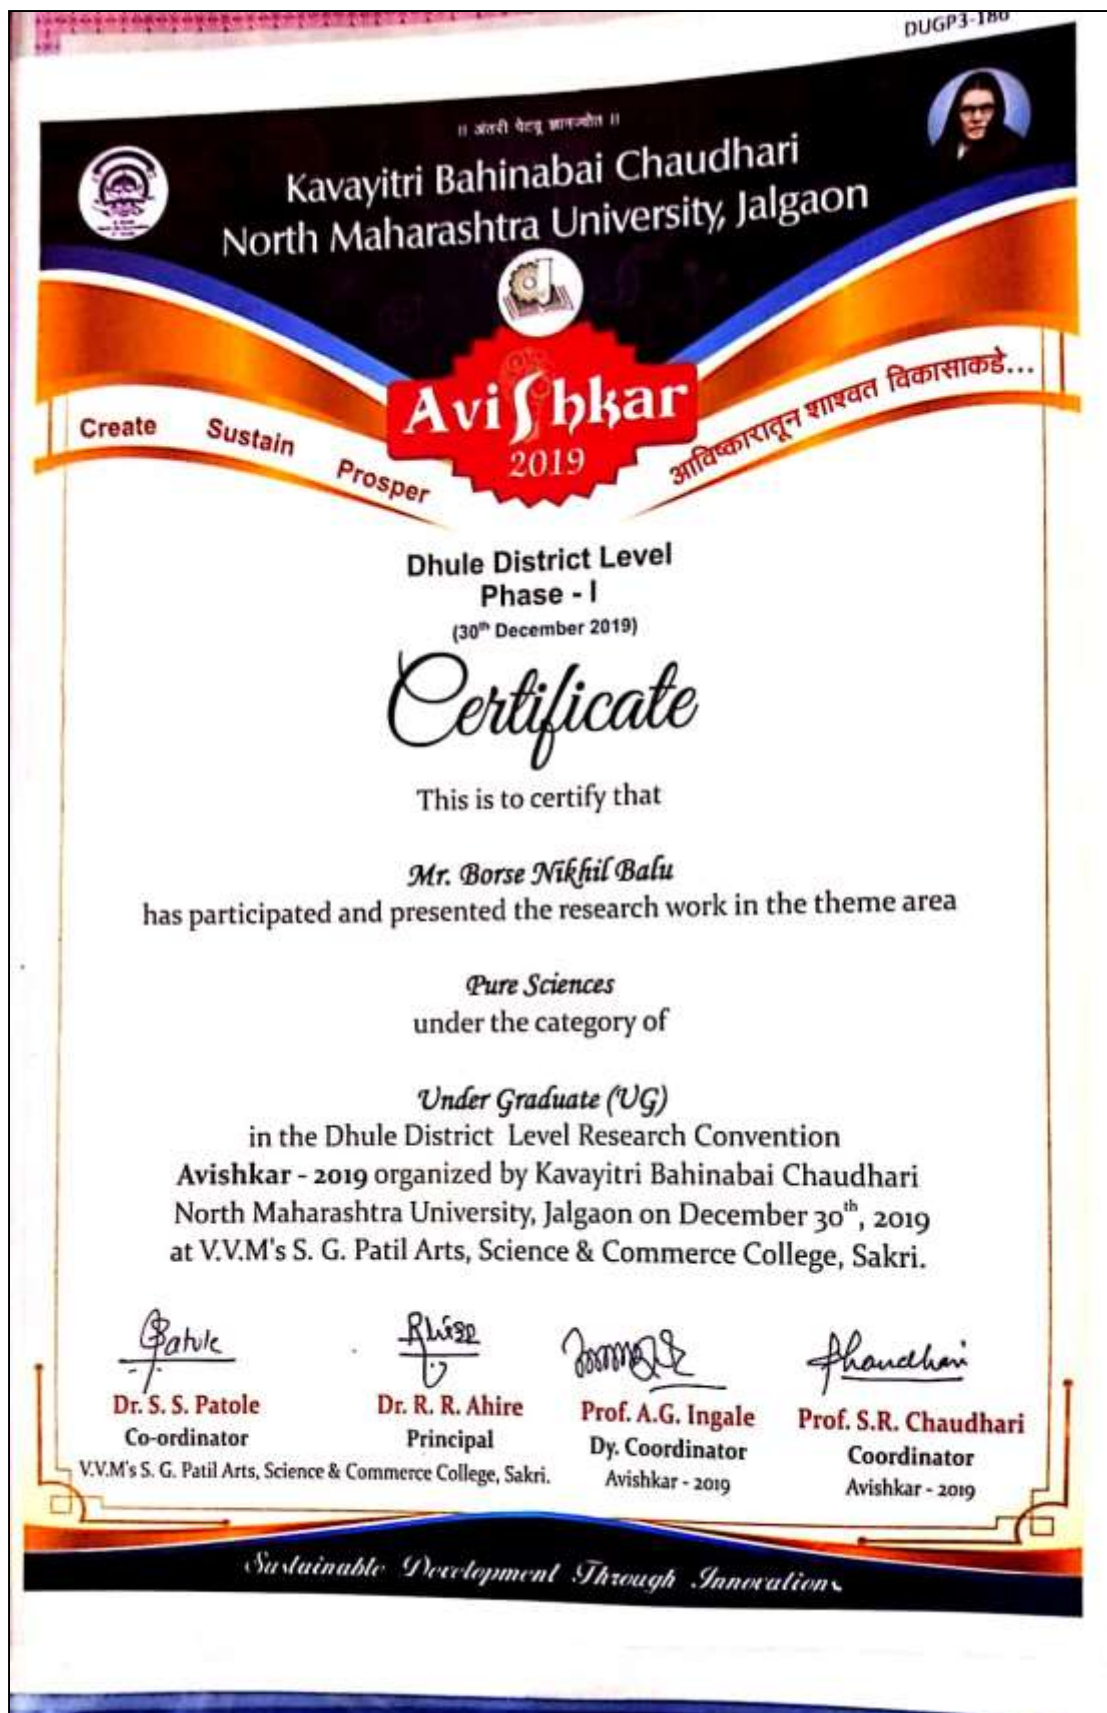 DUGP3-186
॥ अंतरी पेटवू ज्ञानज्योत ॥
Kavayitri Bahinabai Chaudhari
North Maharashtra University, Jalgaon
Avishkar
2019
Create Sustain Prosper
आविष्कारातून शाश्वत विकासाकडे...
Dhule District Level
Phase - I
(30th December 2019)
Certificate
This is to certify that
Mr. Borse Nikhil Balu
has participated and presented the research work in the theme area
Pure Sciences
under the category of
Under Graduate (UG)
in the Dhule District Level Research Convention
Avishkar - 2019 organized by Kavayitri Bahinabai Chaudhari
North Maharashtra University, Jalgaon on December 30th, 2019
at V.V.M's S. G. Patil Arts, Science & Commerce College, Sakri.
Dr. S. S. Patole
Co-ordinator
Dr. R. R. Ahire
Principal
V.V.M's S. G. Patil Arts, Science & Commerce College, Sakri.
Prof. A.G. Ingale
Dy. Coordinator
Avishkar - 2019
Prof. S.R. Chaudhari
Coordinator
Avishkar - 2019
Sustainable Development Through Innovations